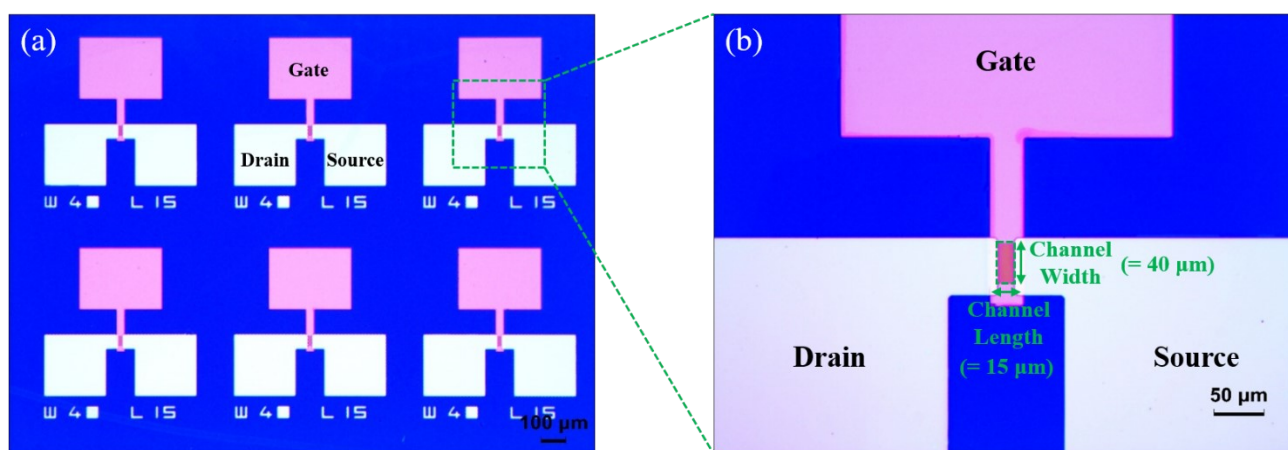 (a)
Gate
Drain
Source
W 40 L 15
W 40 L 15
W 40 L 15
W 40 L 15
W 40 L 15
W 40 L 15
100 µm
(b)
Gate
Channel
Width
(= 40 µm)
Channel
Length
(= 15 µm)
Drain
Source
50 µm